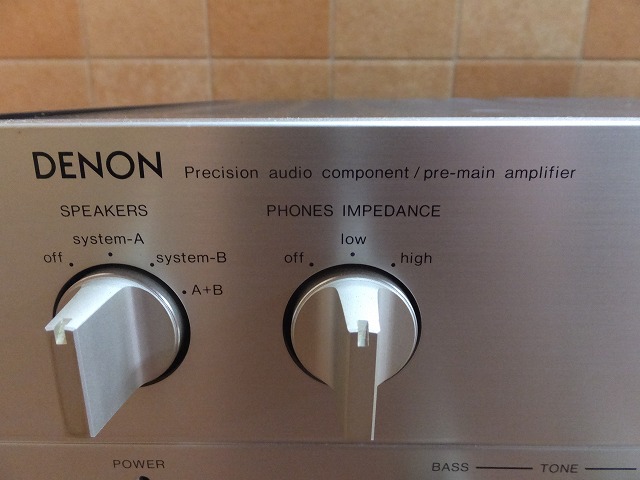 DENON Precision audio component / pre-main amplifier
SPEAKERS PHONES IMPEDANCE
system-A low
off system-B off high
A+B
POWER BASS TONE